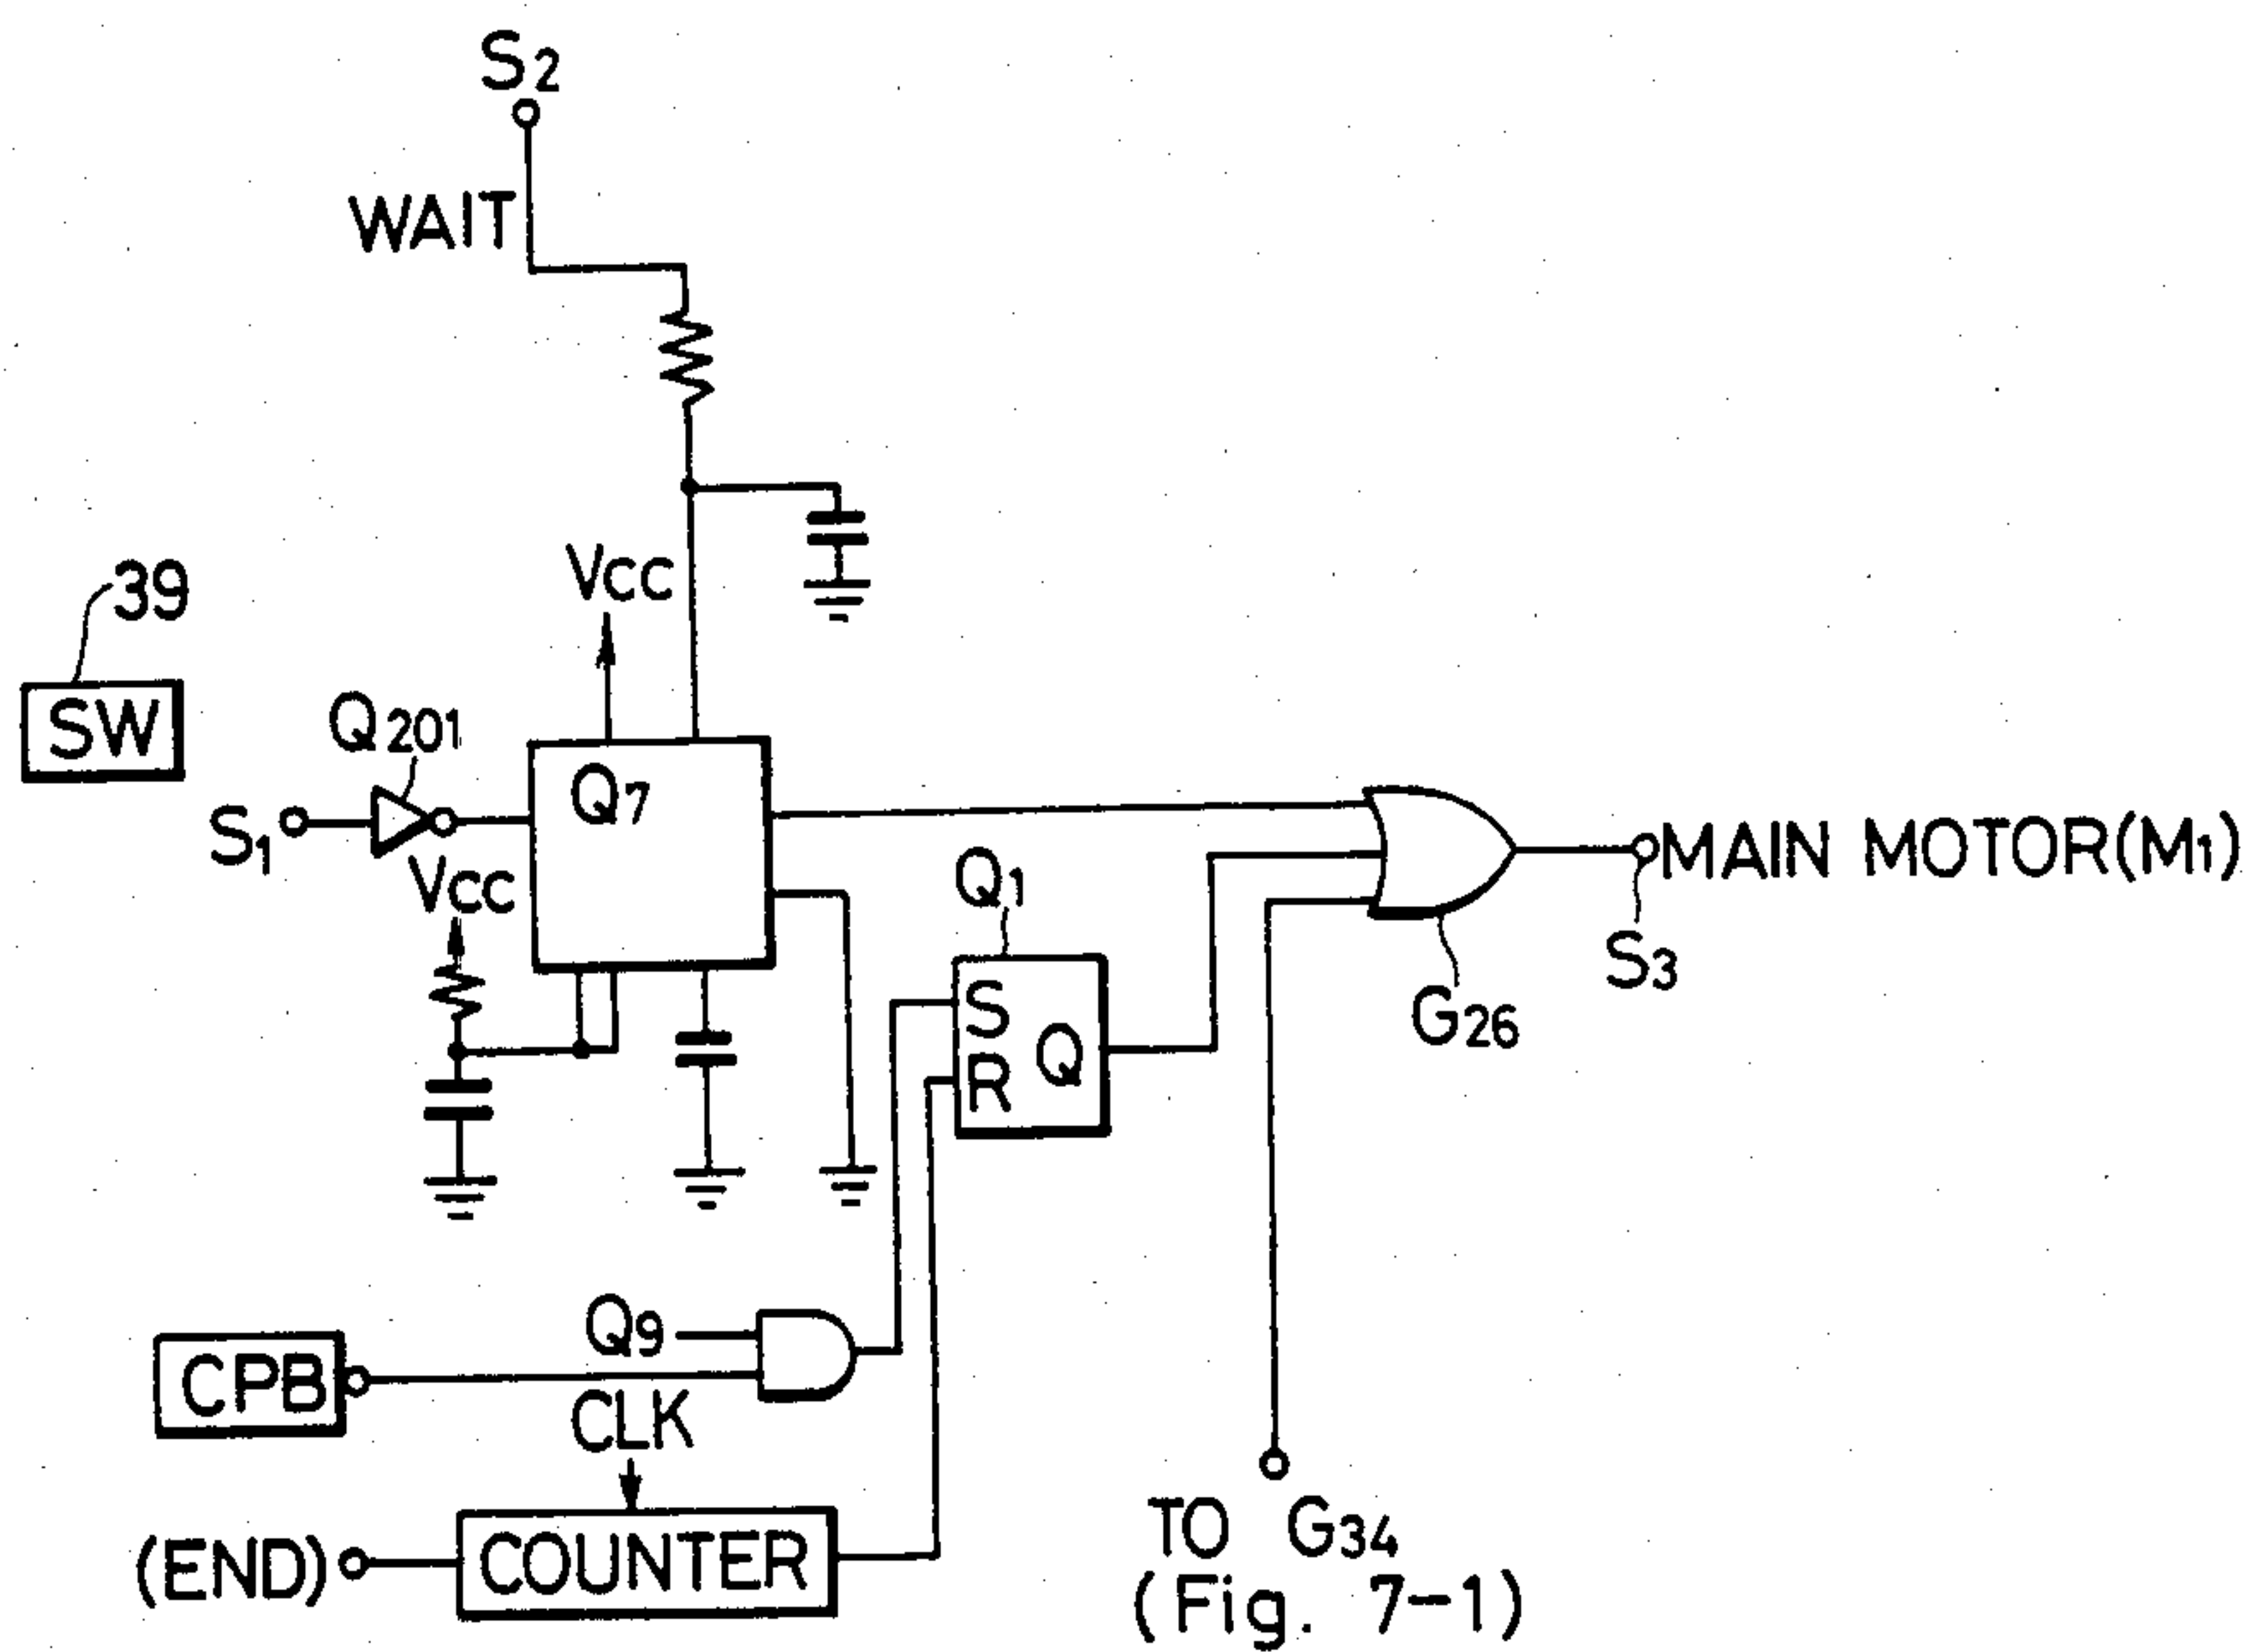 S2
WAIT
VCC
39
SW
Q201
Q7
S1
VCC
MAIN MOTOR(M1)
Q1
S3
G26
S
R
Q
Q9
CPB
CLK
(END)
COUNTER
TO G34
(Fig. 7-1)